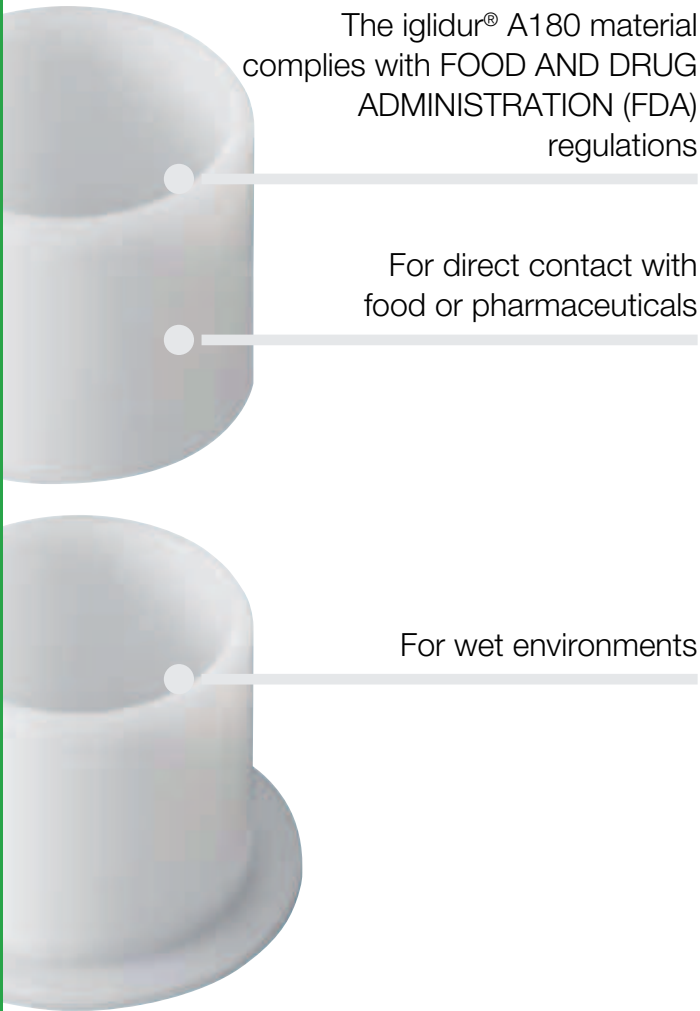 The iglidur® A180 material
complies with FOOD AND DRUG
ADMINISTRATION (FDA)
regulations
For direct contact with
food or pharmaceuticals
For wet environments